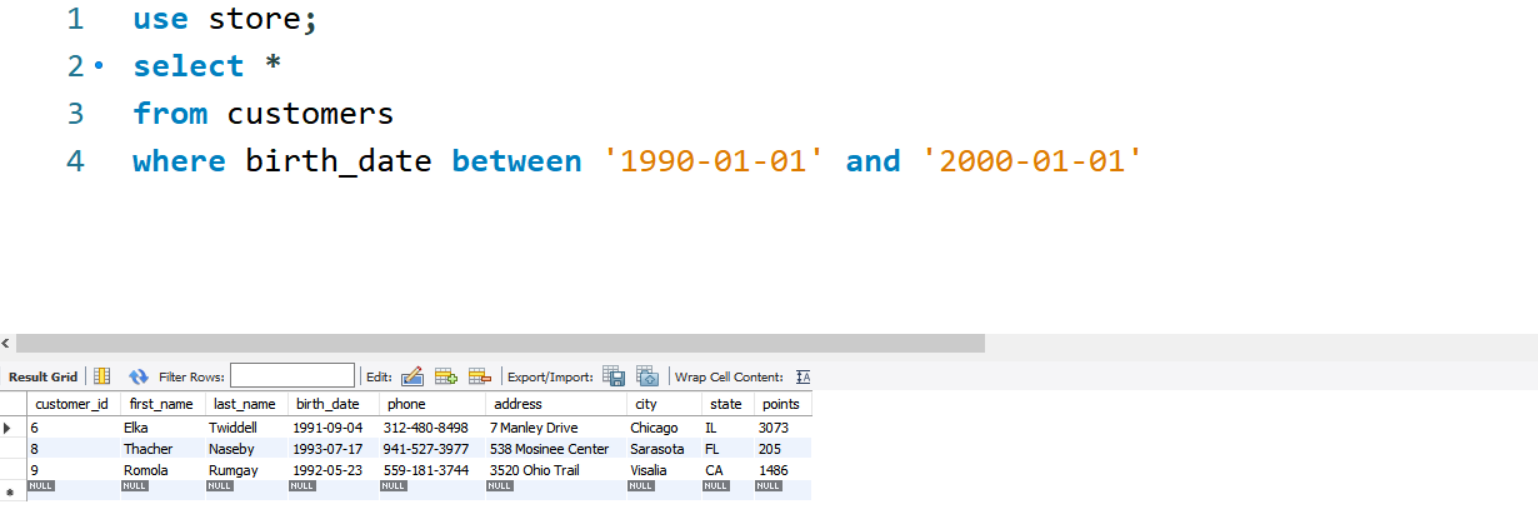 1 use store;
2 select *
3 from customers
4 where birth_date between '1990-01-01' and '2000-01-01'
Result Grid Filter Rows: Edit: Export/Import: Wrap Cell Content: IA
customer_id first_name last_name birth_date phone address city state points
6 Elka Twiddell 1991-09-04 312-480-8498 7 Manley Drive Chicago IL 3073
8 Thacher Naseby 1993-07-17 941-527-3977 538 Mosinee Center Sarasota FL 205
9 Romola Rumgay 1992-05-23 559-181-3744 3520 Ohio Trail Visalia CA 1486
NULL NULL NULL NULL NULL NULL NULL NULL NULL